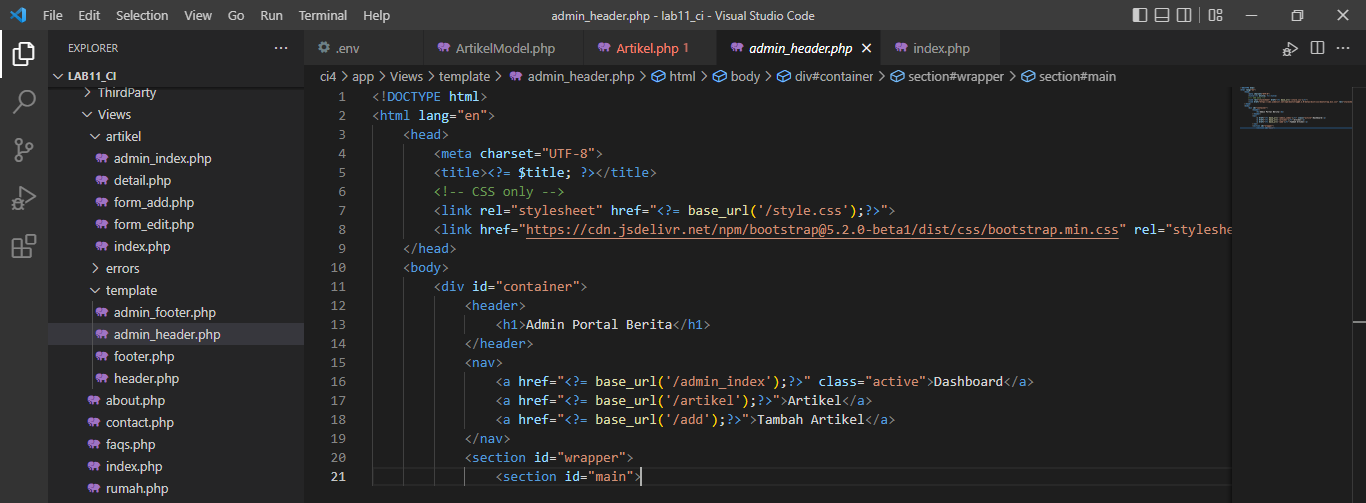 File Edit Selection View Go Run Terminal Help admin_header.php - lab11_ci - Visual Studio Code
EXPLORER
LAB11_CI
ThirdParty
Views
artikel
admin_index.php
detail.php
form_add.php
form_edit.php
index.php
errors
template
admin_footer.php
admin_header.php
footer.php
header.php
about.php
contact.php
faqs.php
index.php
rumah.php
.env ArtikelModel.php Artikel.php 1 admin_header.php index.php
ci4 > app > Views > template > admin_header.php > html > body > div#container > section#wrapper > section#main
1 <!DOCTYPE html>
2 <html lang="en">
3 <head>
4 <meta charset="UTF-8">
5 <title><?= $title; ?></title>
6 <!-- CSS only -->
7 <link rel="stylesheet" href="<?= base_url('/style.css');?>">
8 <link href="https://cdn.jsdelivr.net/npm/bootstrap@5.2.0-beta1/dist/css/bootstrap.min.css" rel="styleshe
9 </head>
10 <body>
11 <div id="container">
12 <header>
13 <h1>Admin Portal Berita</h1>
14 </header>
15 <nav>
16 <a href="<?= base_url('/admin_index');?>" class="active">Dashboard</a>
17 <a href="<?= base_url('/artikel');?>">Artikel</a>
18 <a href="<?= base_url('/add');?>">Tambah Artikel</a>
19 </nav>
20 <section id="wrapper">
21 <section id="main">